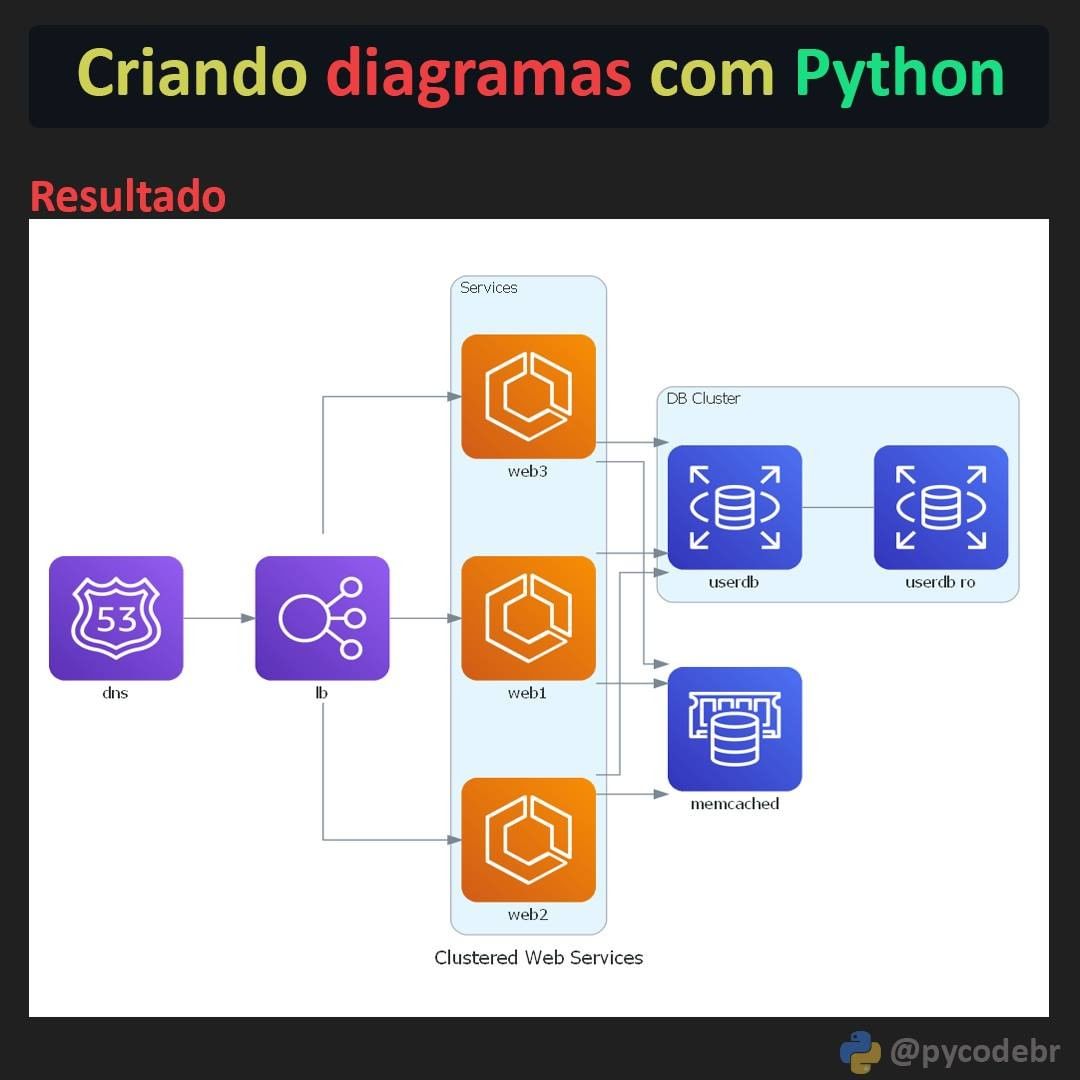 Criando diagramas com Python
Resultado
Services
web3
DB Cluster
userdb
userdb ro
53
dns
lb
web1
memcached
web2
Clustered Web Services
@pycodebr